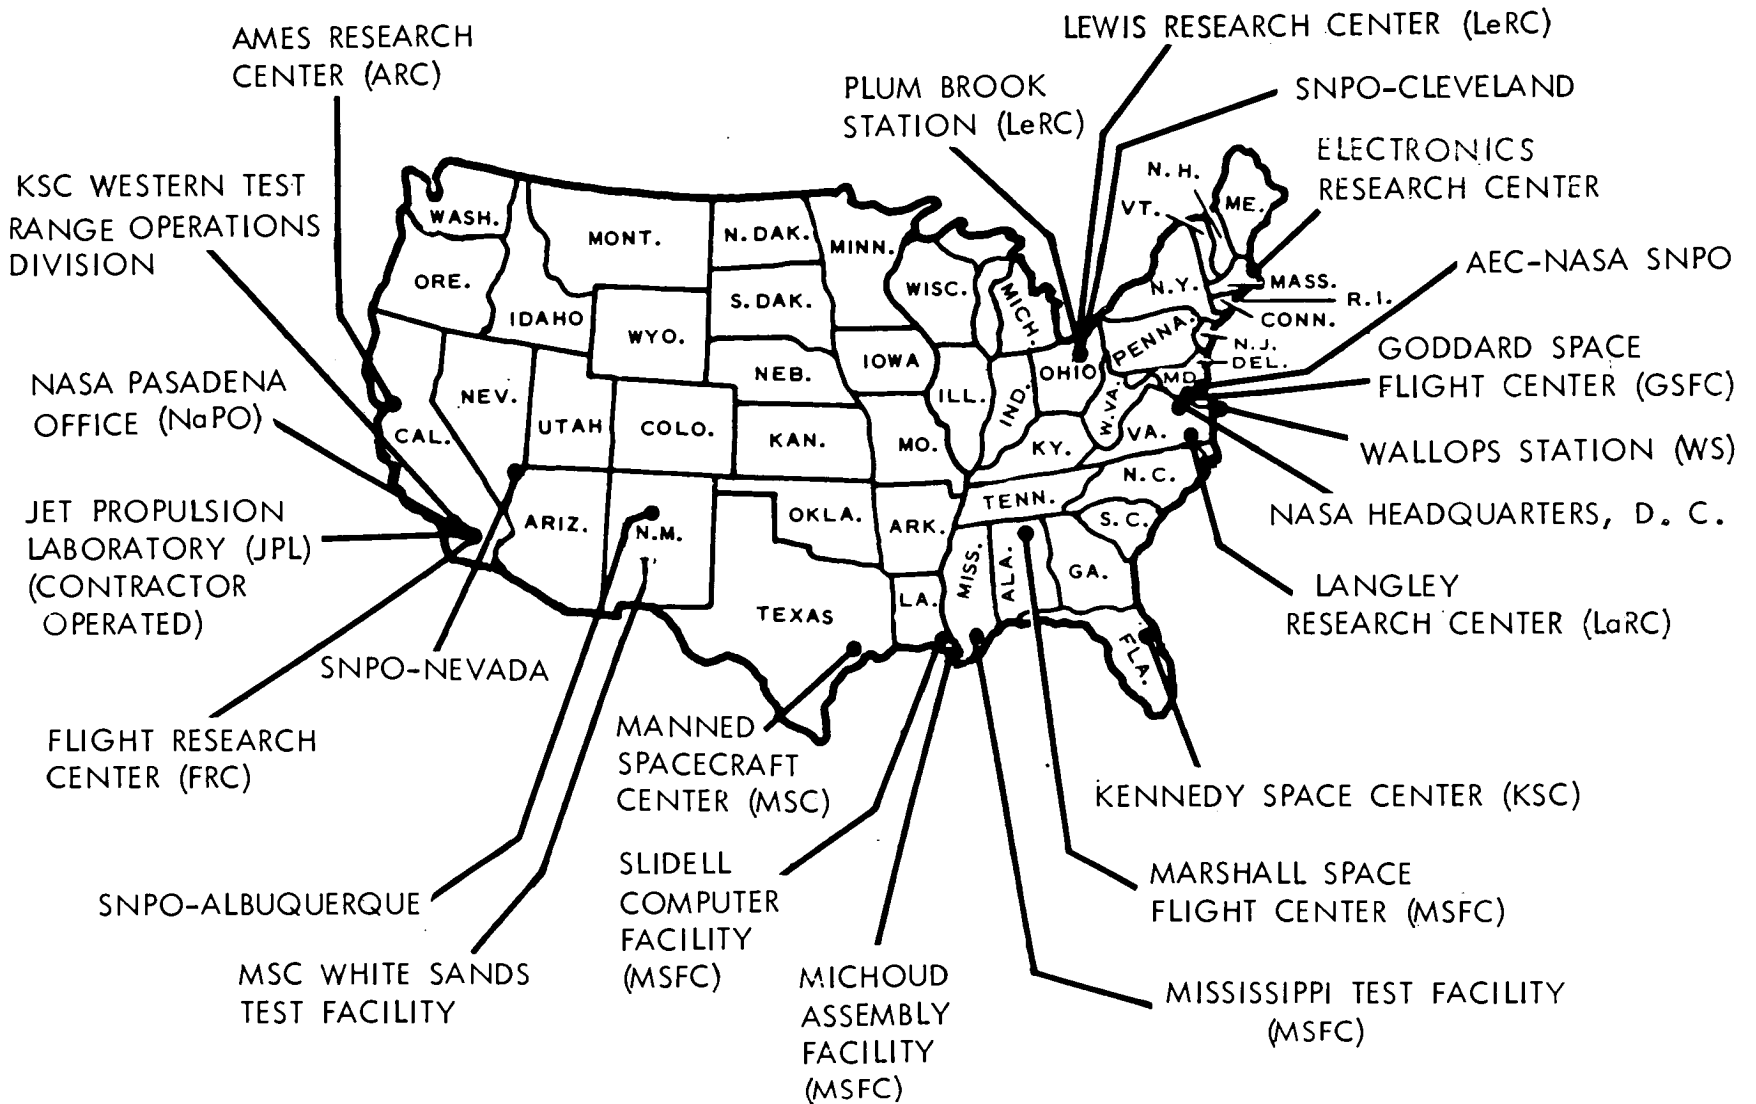 AMES RESEARCH
CENTER (ARC)
LEWIS RESEARCH CENTER (LeRC)
PLUM BROOK
STATION (LeRC)
SNPO-CLEVELAND
ELECTRONICS
RESEARCH CENTER
KSC WESTERN TEST
RANGE OPERATIONS
DIVISION
AEC-NASA SNPO
NASA PASADENA
OFFICE (NaPO)
GODDARD SPACE
FLIGHT CENTER (GSFC)
WALLOPS STATION (WS)
JET PROPULSION
LABORATORY (JPL)
(CONTRACTOR
OPERATED)
NASA HEADQUARTERS, D. C.
LANGLEY
RESEARCH CENTER (LaRC)
SNPO-NEVADA
FLIGHT RESEARCH
CENTER (FRC)
MANNED
SPACECRAFT
CENTER (MSC)
KENNEDY SPACE CENTER (KSC)
SNPO-ALBUQUERQUE
SLIDELL
COMPUTER
FACILITY
(MSFC)
MARSHALL SPACE
FLIGHT CENTER (MSFC)
MSC WHITE SANDS
TEST FACILITY
MICHOUD
ASSEMBLY
FACILITY
(MSFC)
MISSISSIPPI TEST FACILITY
(MSFC)
WASH.
MONT.
N. DAK.
MINN.
N. H.
VT.
ME.
ORE.
IDAHO
WYO.
S. DAK.
WISC.
MICH.
N.Y.
MASS.
R. I.
CONN.
NEV.
UTAH
COLO.
NEB.
IOWA
ILL.
IND.
OHIO
PENNA.
N. J.
DEL.
MD.
W.VA.
VA.
CAL.
KAN.
MO.
KY.
ARIZ.
N.M.
OKLA.
ARK.
TENN.
N.C.
S.C.
TEXAS
LA.
MISS.
ALA.
GA.
FLA.